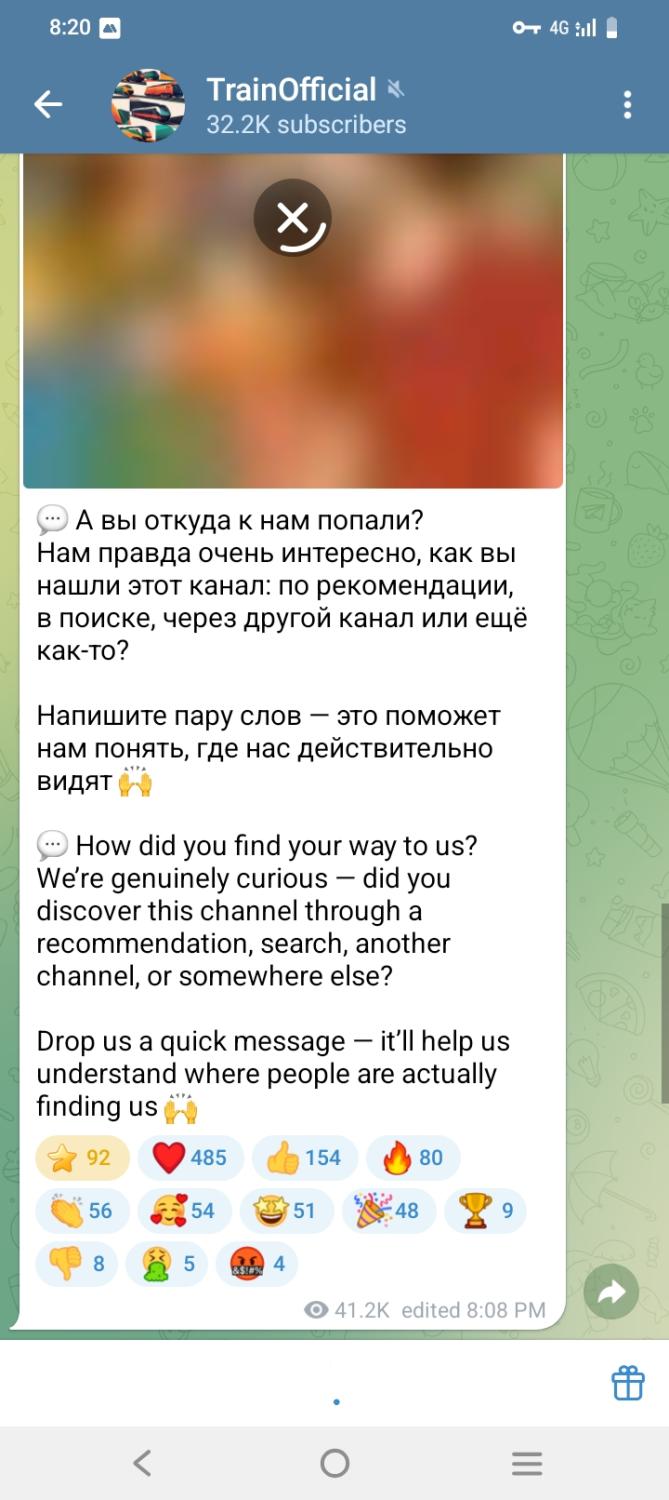 8:20
4G
TrainOfficial
32.2K subscribers
💬 А вы откуда к нам попали?
Нам правда очень интересно, как вы
нашли этот канал: по рекомендации,
в поиске, через другой канал или ещё
как-то?
Напишите пару слов — это поможет
нам понять, где нас действительно
видят 🙌
💬 How did you find your way to us?
We’re genuinely curious — did you
discover this channel through a
recommendation, search, another
channel, or somewhere else?
Drop us a quick message — it’ll help us
understand where people are actually
finding us 🙌
⭐ 92 ❤️ 485 👍 154 🔥 80
👏 56 🥰 54 🤩 51 🎉 48 🏆 9
👎 8 🤮 5 🤬 4
41.2K edited 8:08 PM